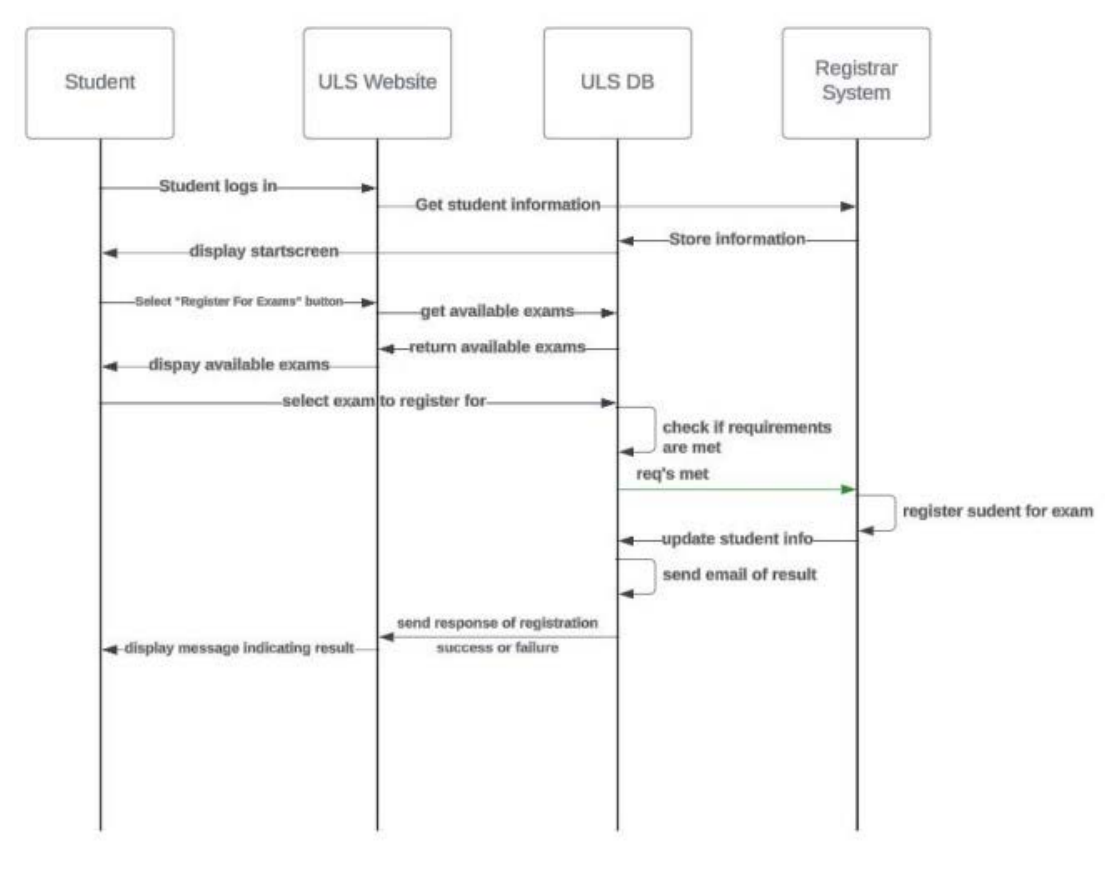 Student
ULS Website
ULS DB
Registrar
System
Student logs in
Get student information
Store information
display startscreen
Select "Register For Exams" button
get available exams
return available exams
dispay available exams
select exam to register for
check if requirements
are met
req's met
register sudent for exam
update student info
send email of result
send response of registration
success or failure
display message indicating result